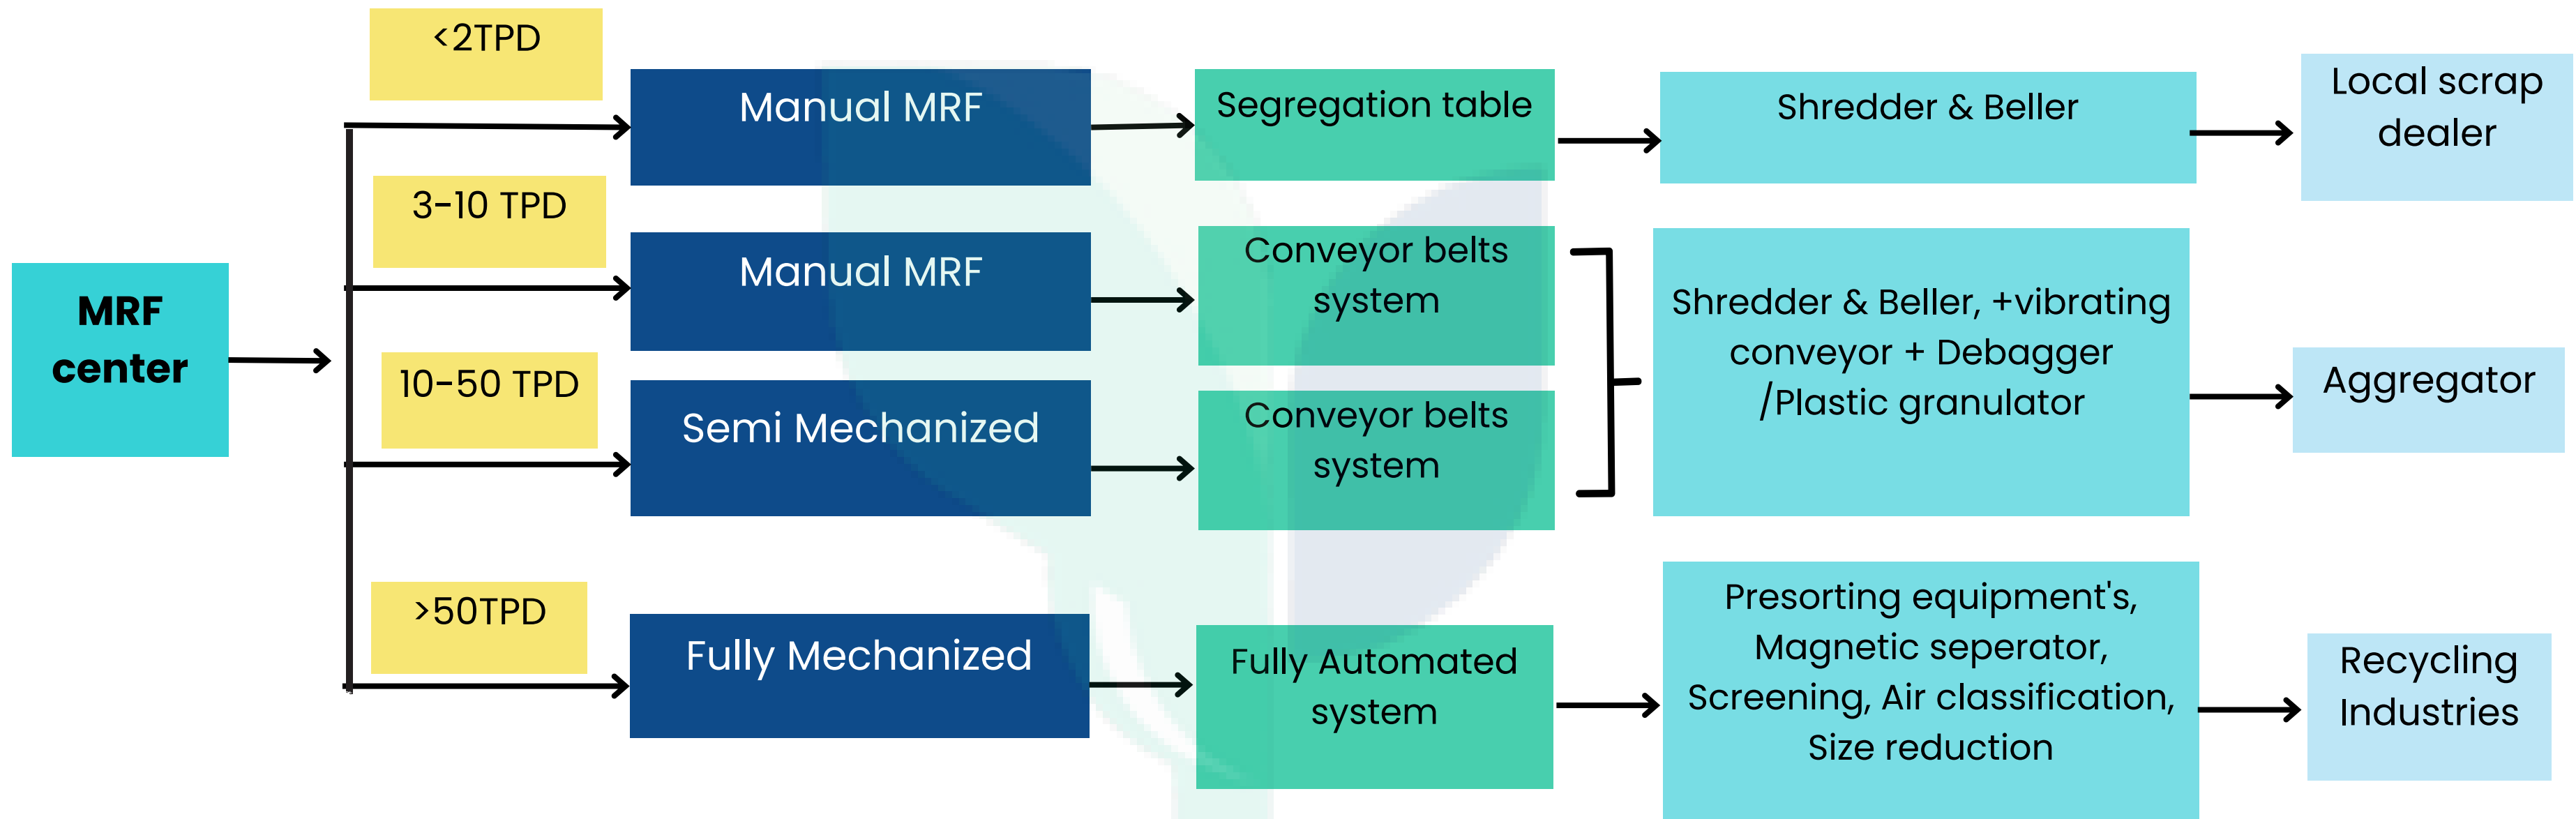 <2TPD
Manual MRF
Segregation table
Shredder & Beller
Local scrap
dealer
3-10 TPD
Manual MRF
Conveyor belts
system
MRF
center
10-50 TPD
Semi Mechanized
Conveyor belts
system
Shredder & Beller, +vibrating
conveyor + Debagger
/Plastic granulator
Aggregator
>50TPD
Fully Mechanized
Fully Automated
system
Presorting equipment's,
Magnetic seperator,
Screening, Air classification,
Size reduction
Recycling
Industries